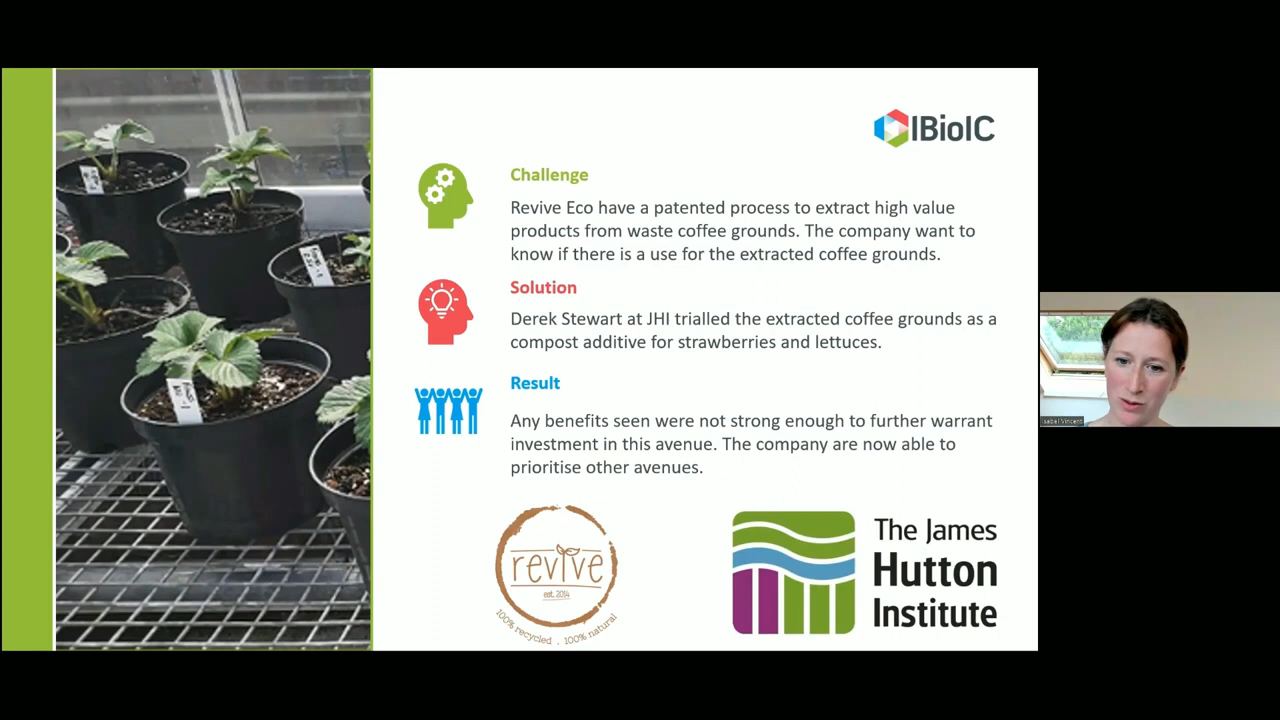 IBioIC
Challenge
Revive Eco have a patented process to extract high value
products from waste coffee grounds. The company want to
know if there is a use for the extracted coffee grounds.
Solution
Derek Stewart at JHI trialled the extracted coffee grounds as a
compost additive for strawberries and lettuces.
Result
Any benefits seen were not strong enough to further warrant
investment in this avenue. The company are now able to
prioritise other avenues.
revive
est. 2014
100% recycled . 100% natural
The James
Hutton
Institute
Isabel Vincent